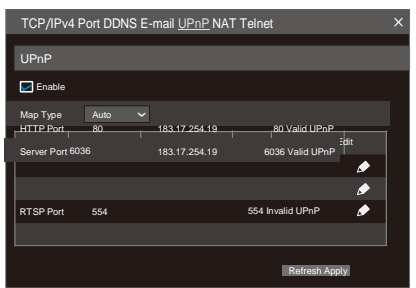 TCP/IPv4 Port DDNS E-mail UPnP NAT Telnet ×
UPnP
Enable
Map Type Auto
HTTP Port 80 183.17.254.19 80 Valid UPnP
Edit
Server Port 6036 183.17.254.19 6036 Valid UPnP
RTSP Port 554 554 Invalid UPnP
Refresh Apply